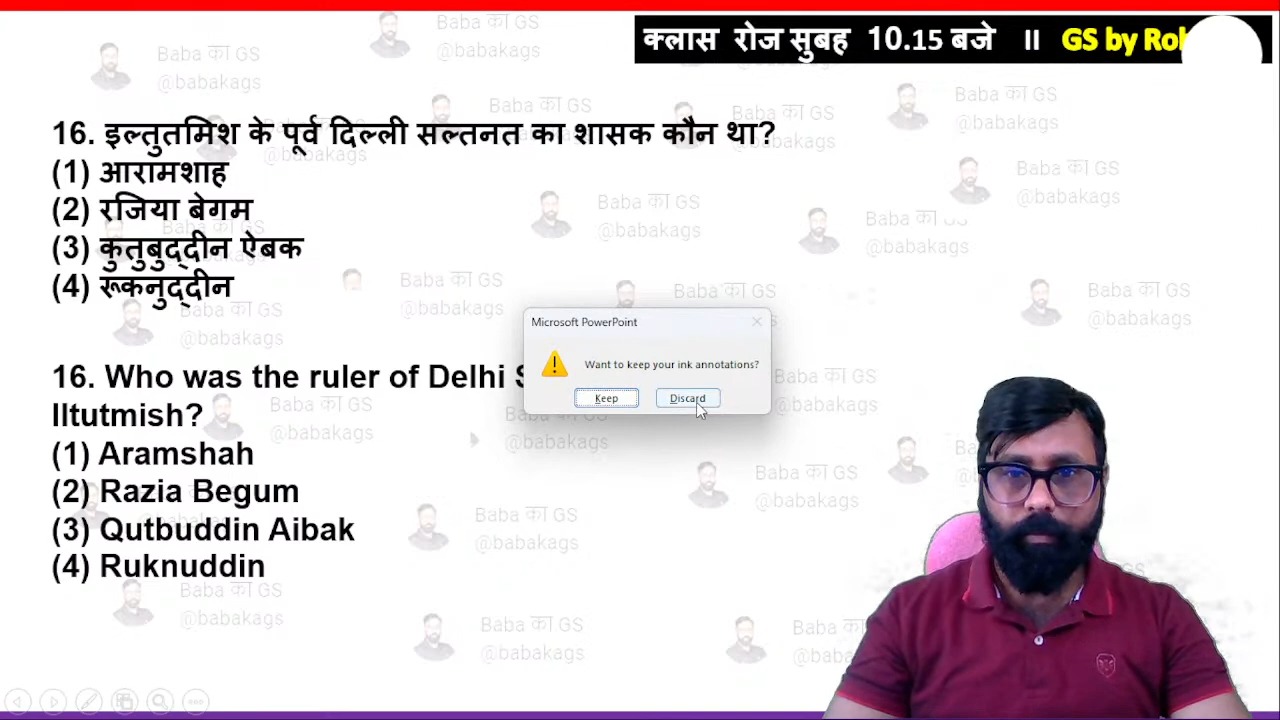 क्लास रोज सुबह 10.15 बजे II GS by
16. इल्तुतमिश के पूर्व दिल्ली सल्तनत का शासक कौन था?
(1) आरामशाह
(2) रजिया बेगम
(3) कुतुबुद्दीन ऐबक
(4) रूकनुद्दीन
16. Who was the ruler of Delhi
Iltutmish?
(1) Aramshah
(2) Razia Begum
(3) Qutbuddin Aibak
(4) Ruknuddin
Microsoft PowerPoint
Want to keep your ink annotations?
Keep Discard
Baba का GS
@babakags